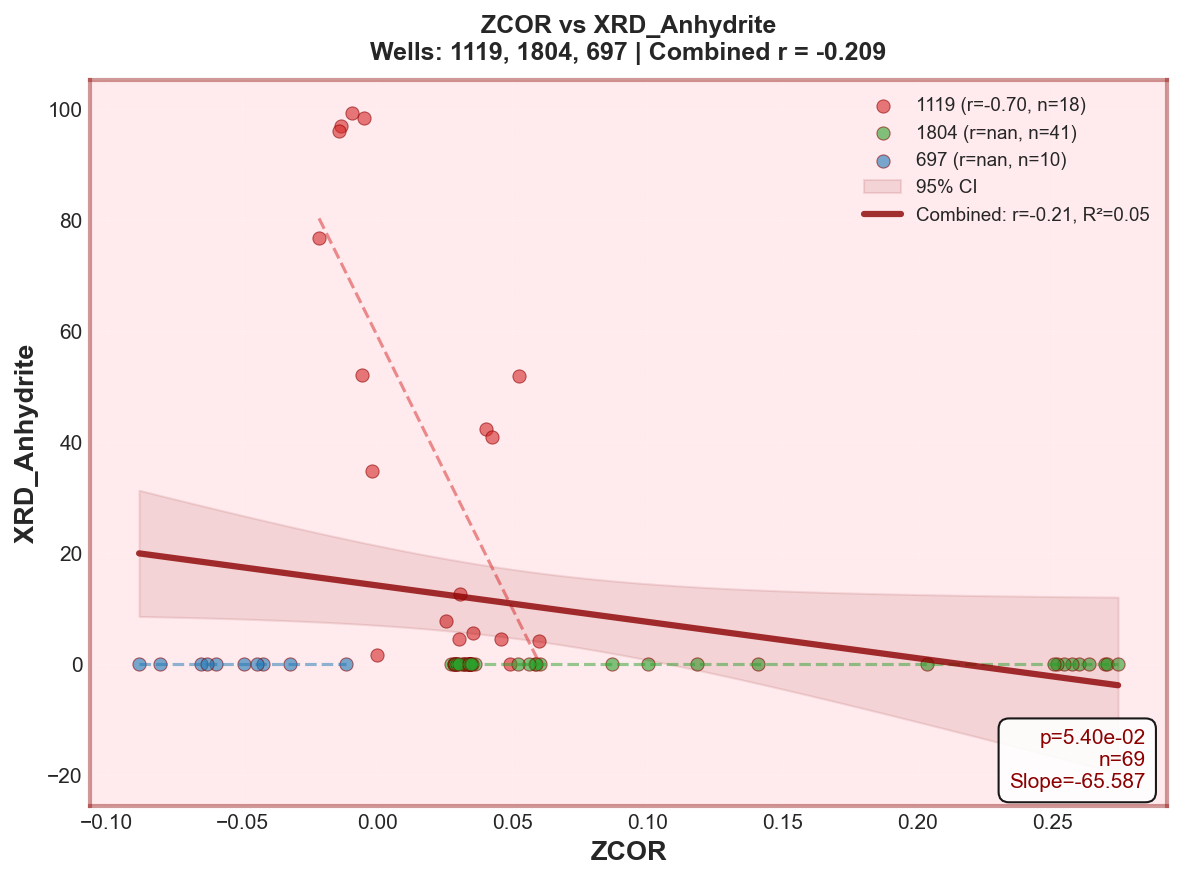 ZCOR vs XRD_Anhydrite
Wells: 1119, 1804, 697 | Combined r = -0.209
1119 (r=-0.70, n=18)
1804 (r=nan, n=41)
697 (r=nan, n=10)
95% CI
Combined: r=-0.21, R²=0.05
XRD_Anhydrite
100
80
60
40
20
0
−20
p=5.40e-02
n=69
Slope=-65.587
−0.10
−0.05
0.00
0.05
0.10
0.15
0.20
0.25
ZCOR